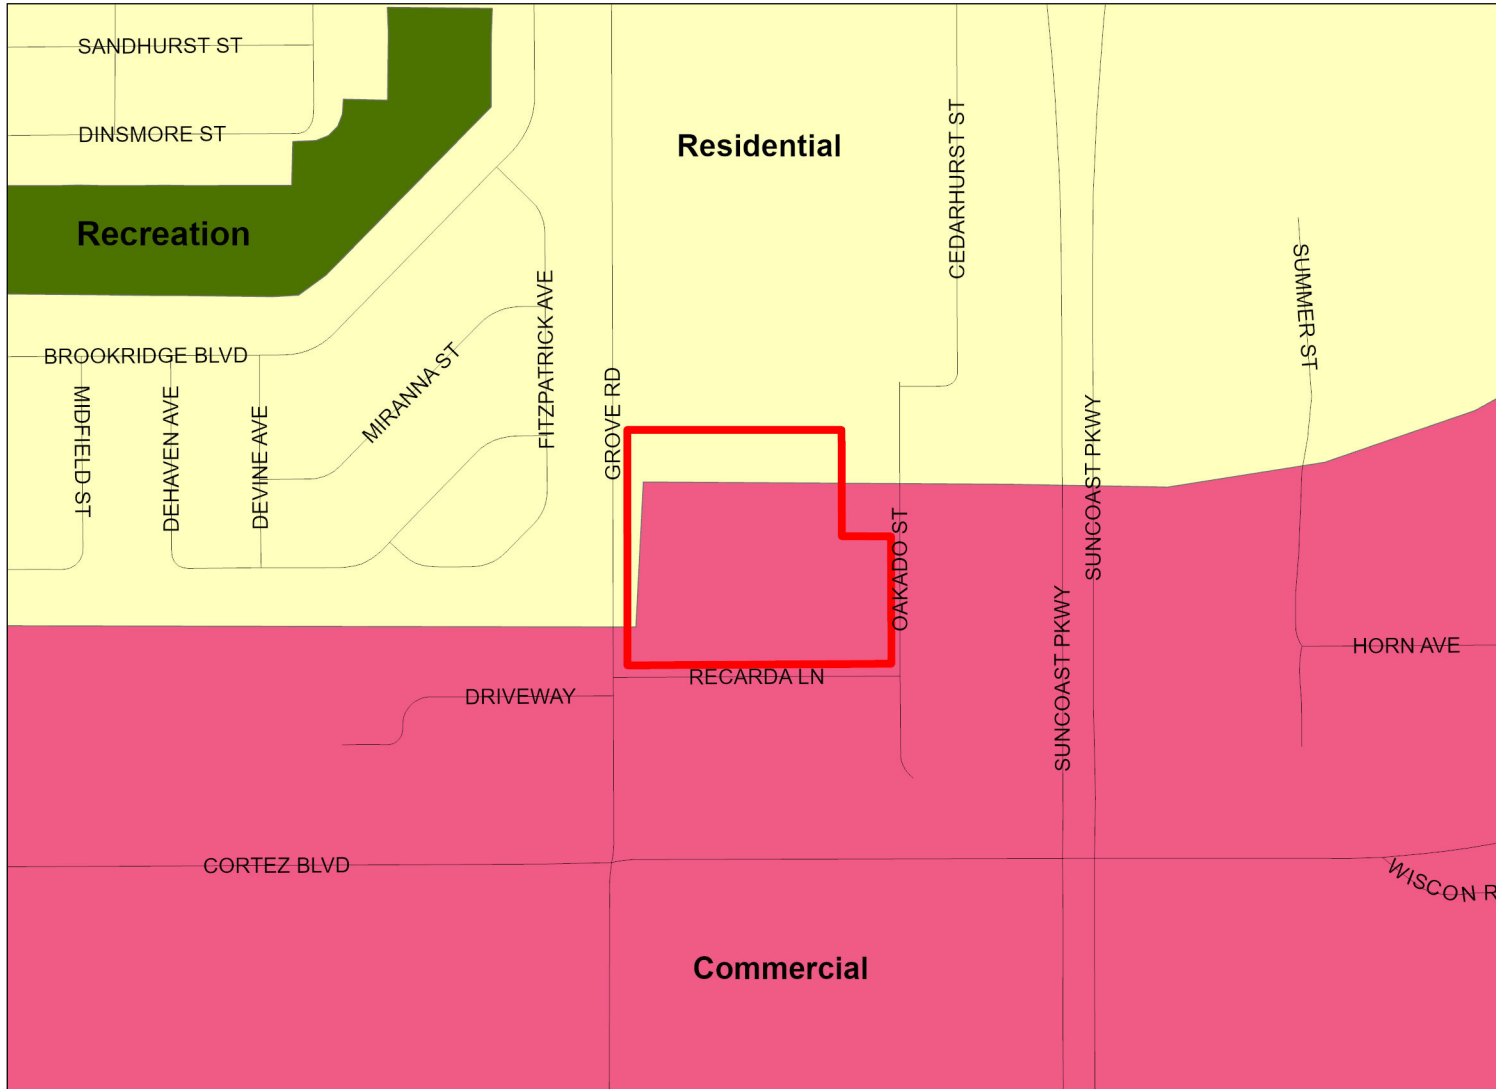 SANDHURST ST
DINSMORE ST
Residential
CEDARHURST ST
Recreation
SUMMER ST
BROOKRIDGE BLVD
MIRANNA ST
FITZPATRICK AVE
GROVE RD
MIDFIELD ST
DEHAVEN AVE
DEVINE AVE
SUNCOAST PKWY
OAKADO ST
SUNCOAST PKWY
HORN AVE
RECARDA LN
DRIVEWAY
CORTEZ BLVD
WISCON R
Commercial